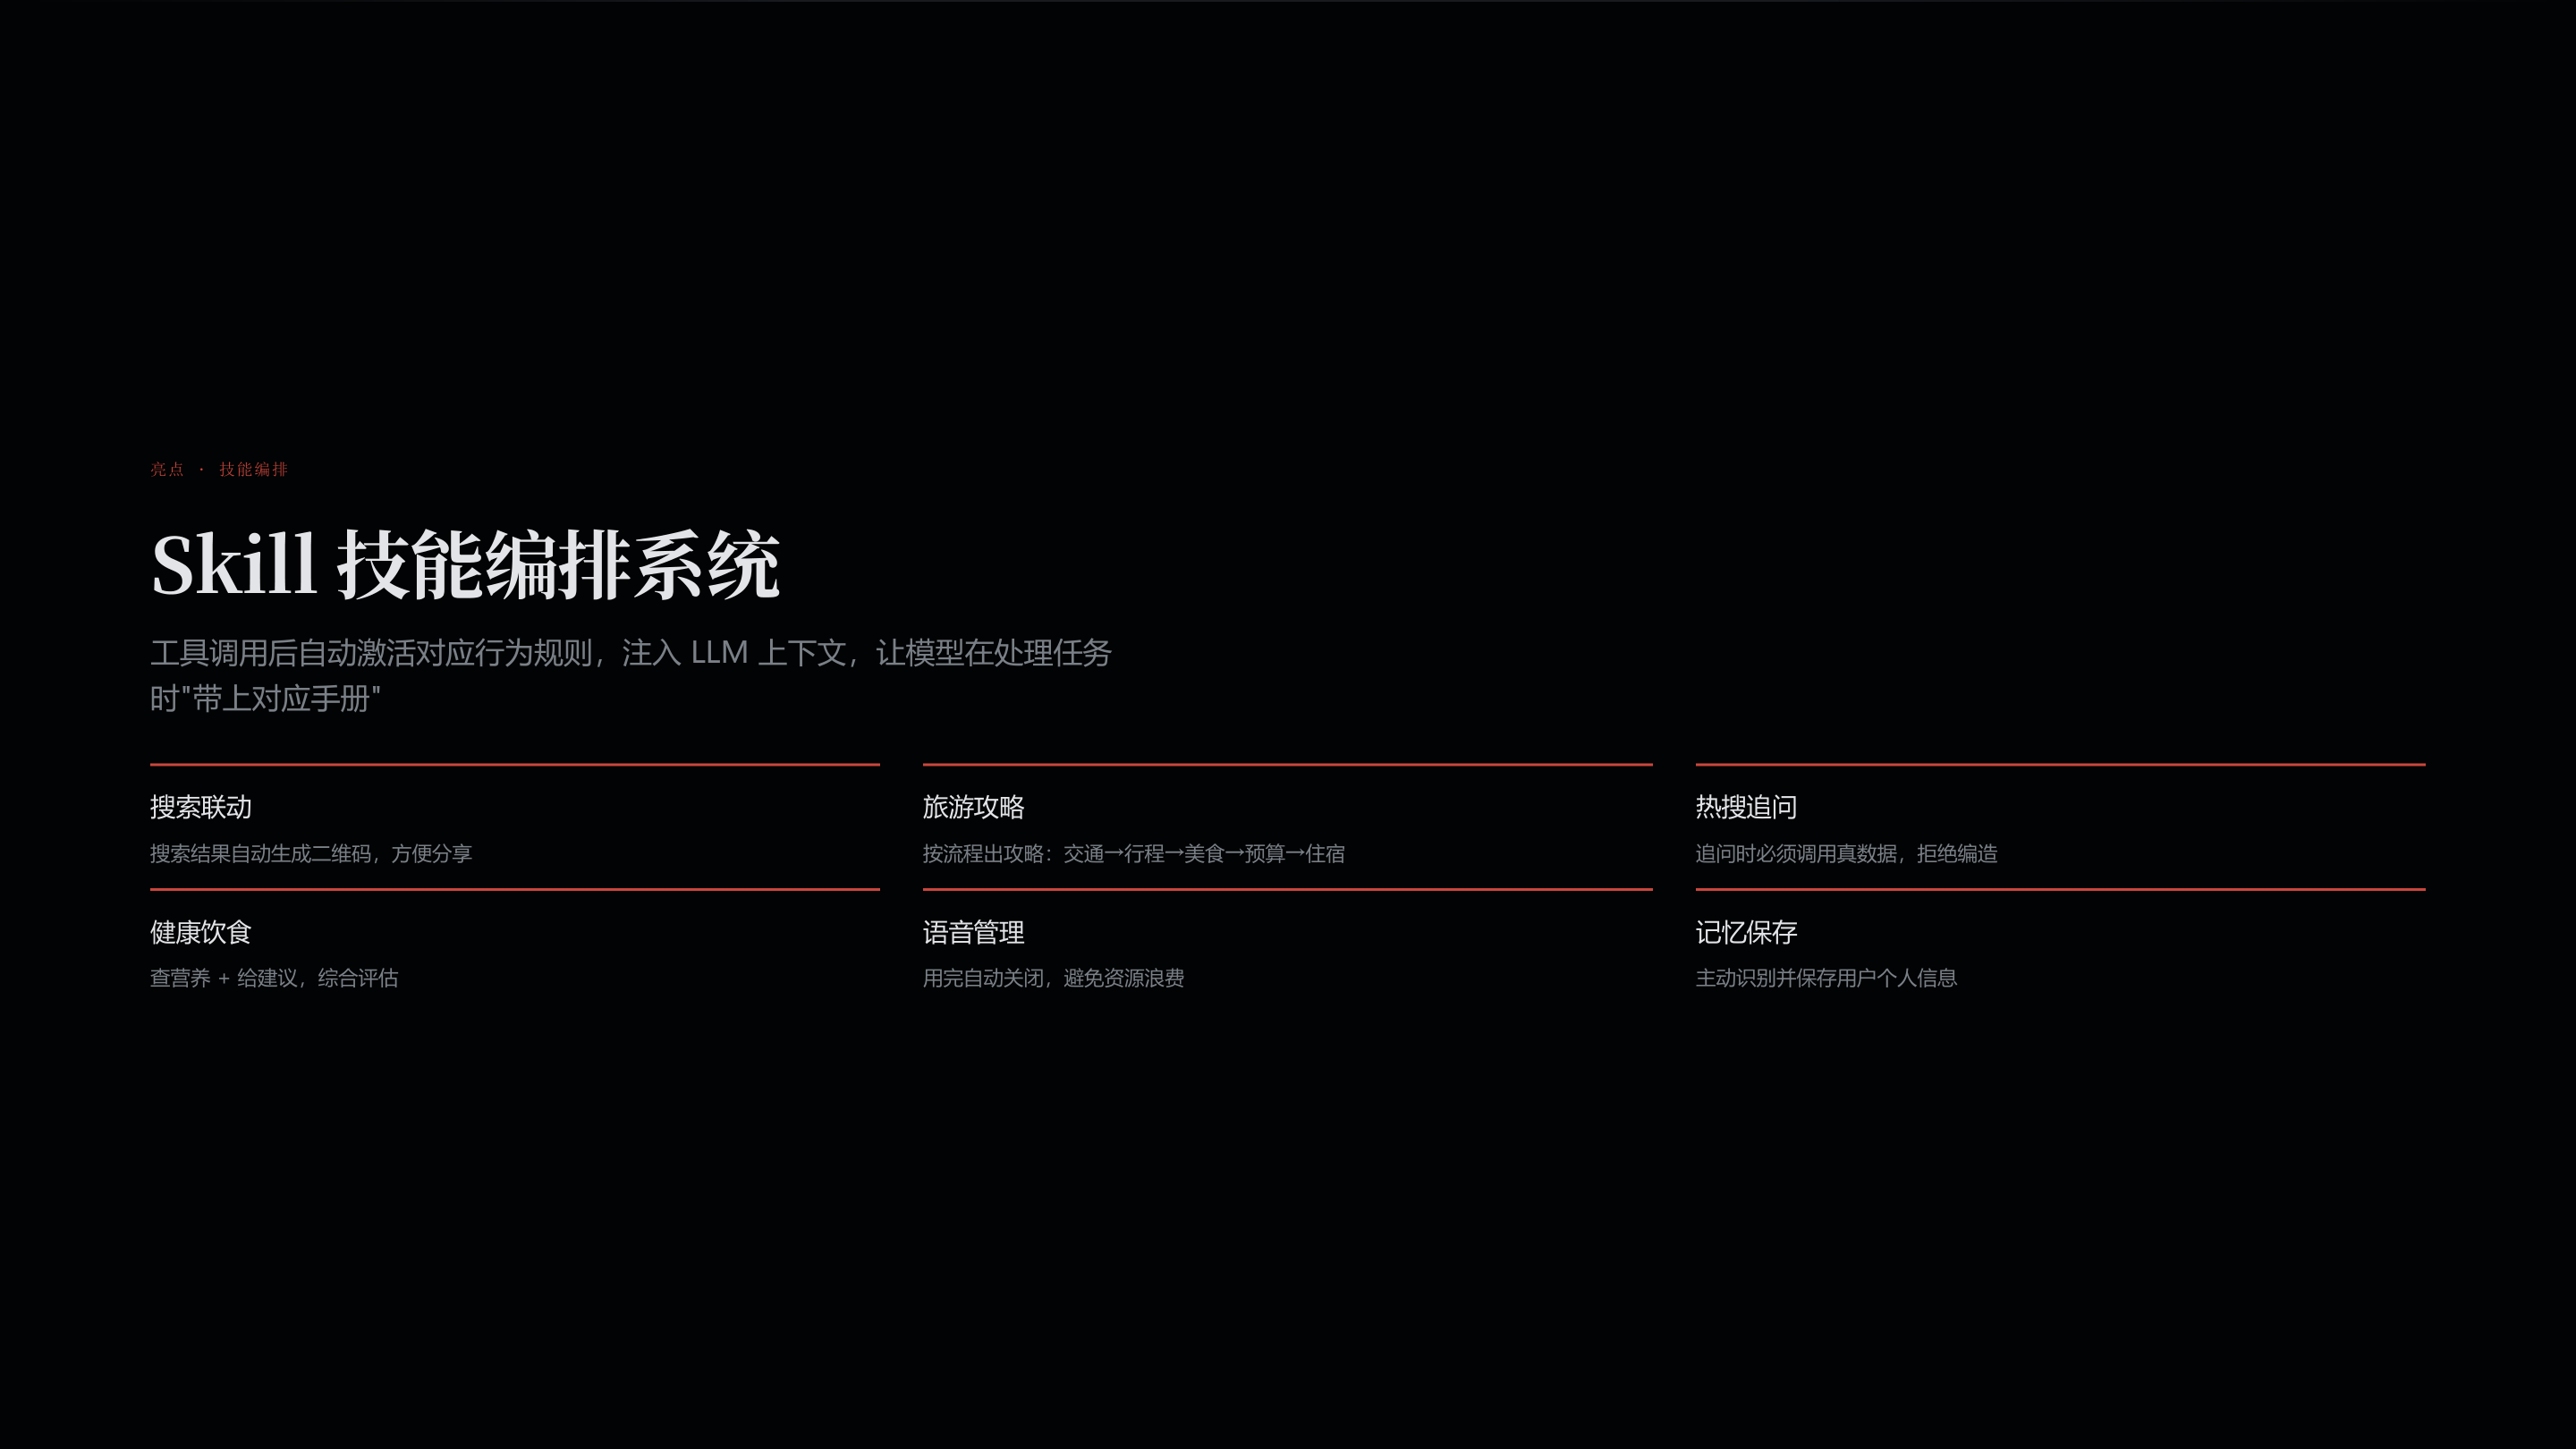 亮点 · 技能编排
Skill 技能编排系统
工具调用后自动激活对应行为规则，注入 LLM 上下文，让模型在处理任务
时"带上对应手册"
搜索联动
搜索结果自动生成二维码，方便分享
旅游攻略
按流程出攻略：交通→行程→美食→预算→住宿
热搜追问
追问时必须调用真数据，拒绝编造
健康饮食
查营养 + 给建议，综合评估
语音管理
用完自动关闭，避免资源浪费
记忆保存
主动识别并保存用户个人信息